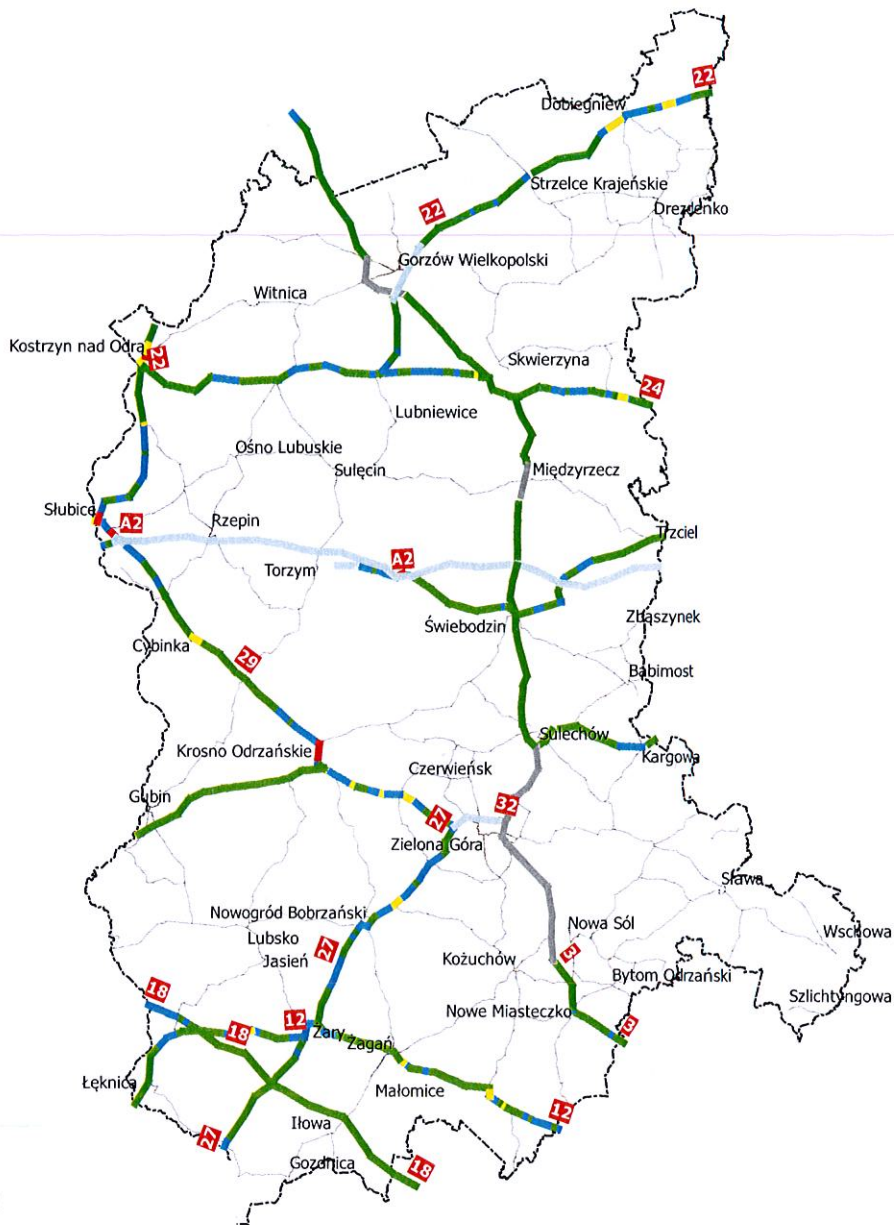 22
Dobiegniew
Strzelce Krajeńskie
22
Drezdenko
Gorzów Wielkopolski
Witnica
Kostrzyn nad Odrą
22
Skwierzyna
24
Lubniewice
Ośno Lubuskie
Sulęcin
Międzyrzecz
Słubice
A2
Rzepin
Trzciel
A2
Torzym
Świebodzin
Zbąszynek
Cybinka
29
Babimost
Sulechów
Krosno Odrzańskie
Kargowa
Czerwieńsk
Gubin
32
27
Zielona Góra
Sława
Nowogród Bobrzański
Nowa Sól
Wschowa
Lubsko
27
Jasień
Kożuchów
3
Bytom Odrzański
18
Szlichtyngowa
Nowe Miasteczko
12
3
18
Żary
Żagań
Łęknica
Małomice
12
Iłowa
27
Gozdnica
18